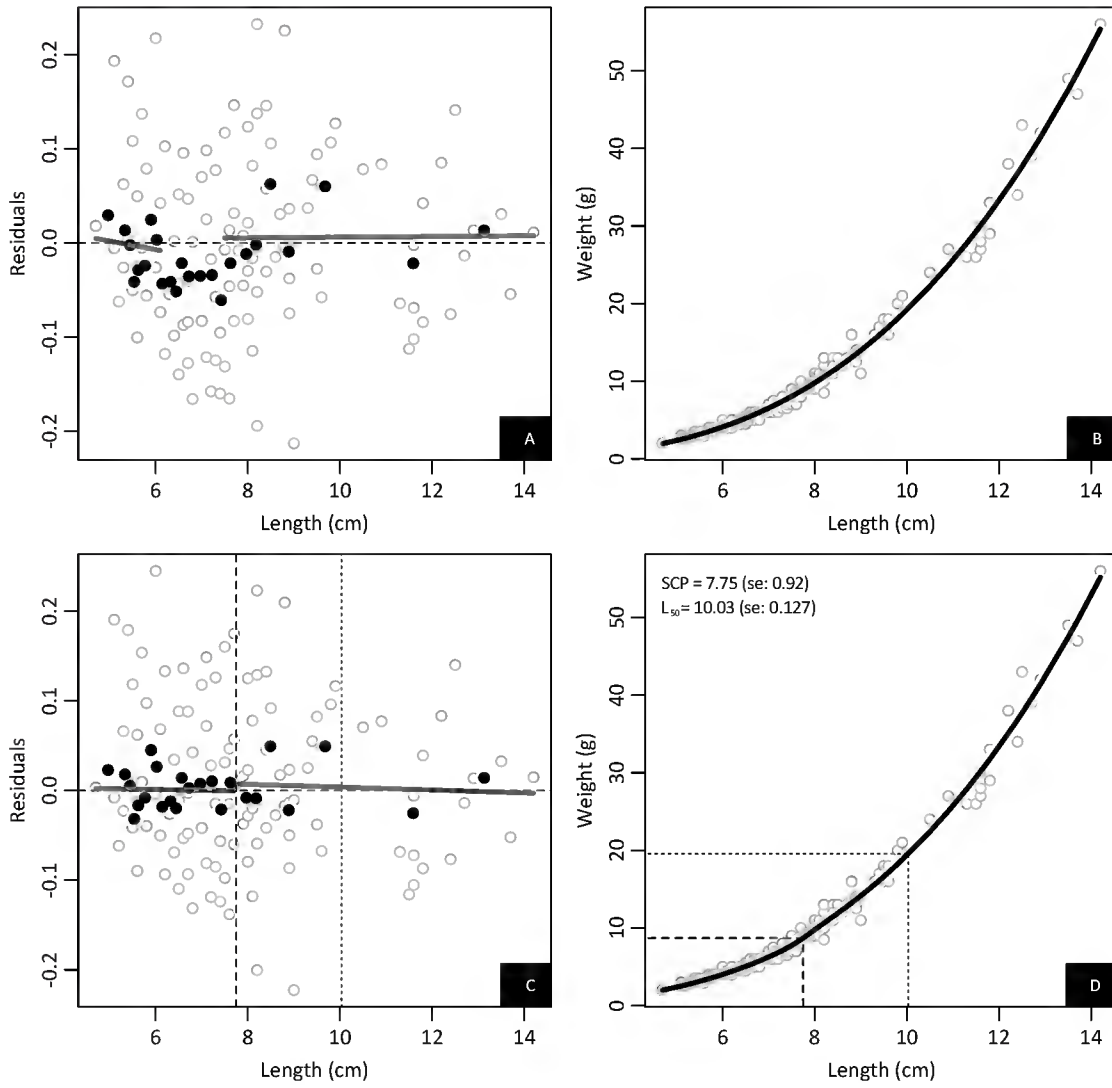 0.2
0.1
0.0
-0.1
-0.2
Residuals
6 8 10 12 14
Length (cm)
A
50
40
30
20
10
0
Weight (g)
6 8 10 12 14
Length (cm)
B
0.2
0.1
0.0
-0.1
-0.2
Residuals
6 8 10 12 14
Length (cm)
C
SCP = 7.75 (se: 0.92)
L₅₀= 10.03 (se: 0.127)
50
40
30
20
10
0
Weight (g)
6 8 10 12 14
Length (cm)
D